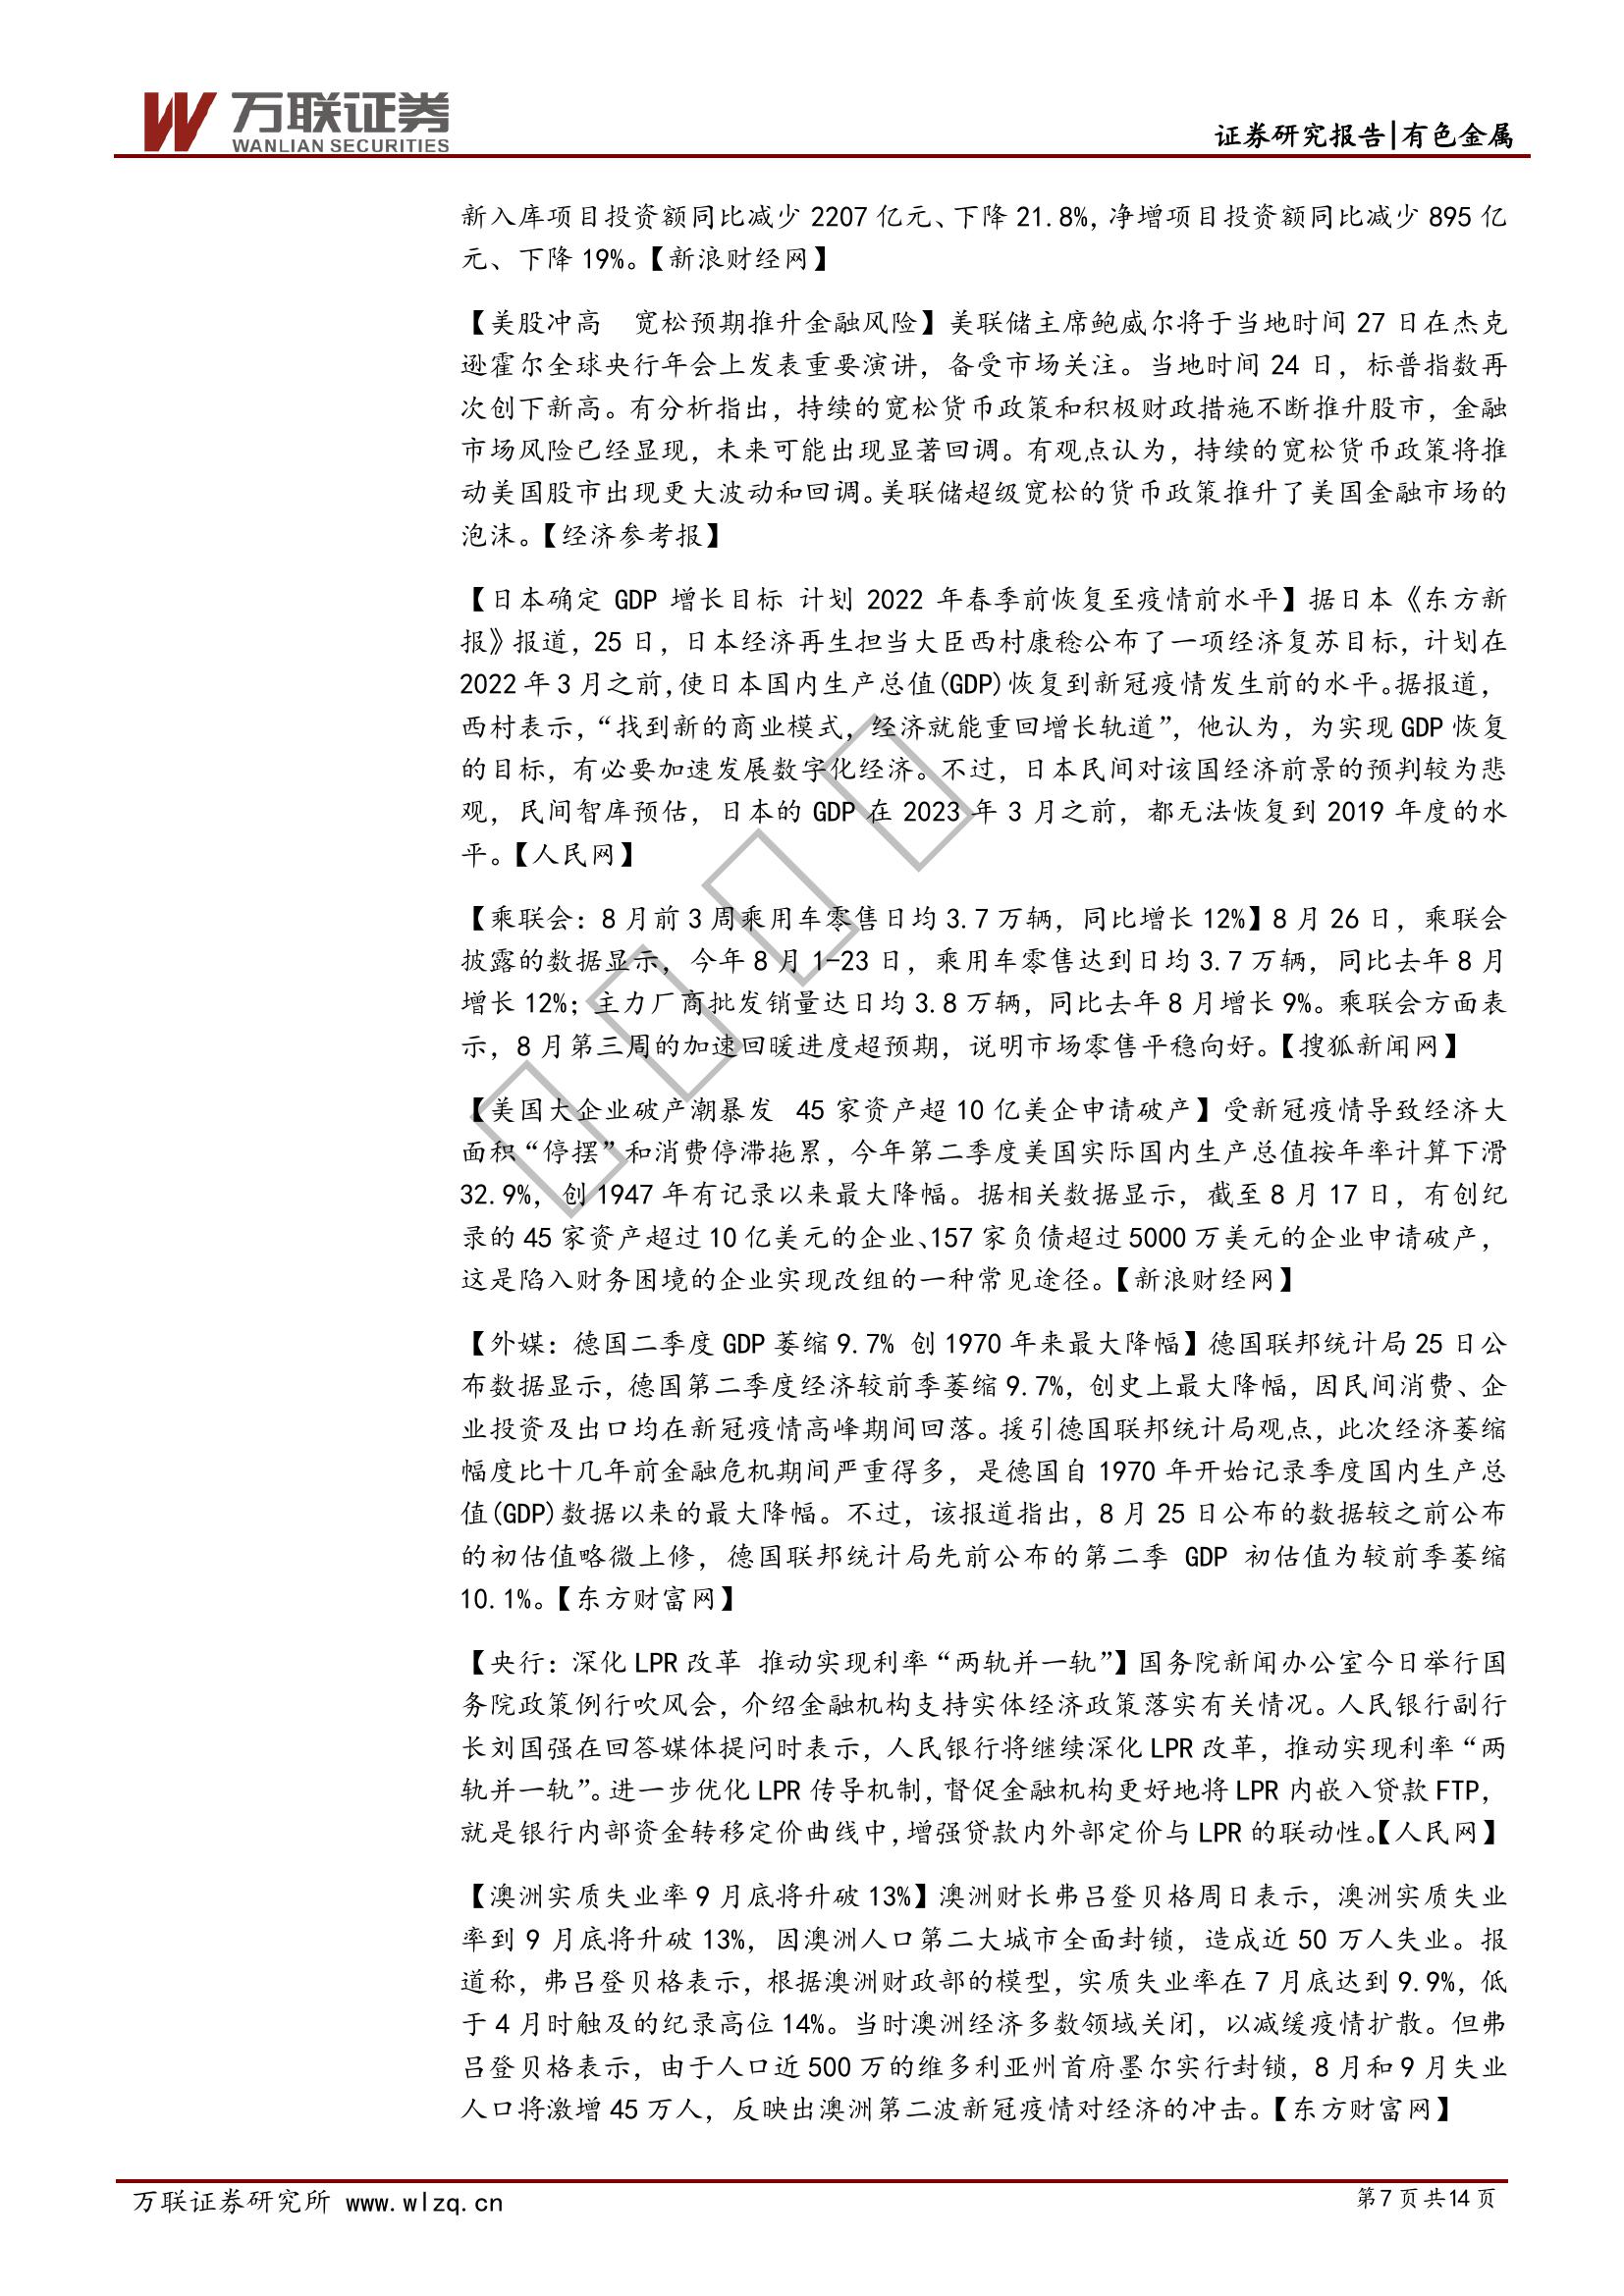 万联证券
WANLIAN SECURITIES
证券研究报告|有色金属
新入库项目投资额同比减少 2207 亿元、下降 21.8%, 净增项目投资额同比减少 895 亿
元、下降 19%。【新浪财经网】
【美股冲高 宽松预期推升金融风险】美联储主席鲍威尔将于当地时间 27 日在杰克
逊霍尔全球央行年会上发表重要演讲，备受市场关注。当地时间 24 日，标普指数再
次创下新高。有分析指出，持续的宽松货币政策和积极财政措施不断推升股市，金融
市场风险已经显现，未来可能出现显著回调。有观点认为，持续的宽松货币政策将推
动美国股市出现更大波动和回调。美联储超级宽松的货币政策推升了美国金融市场的
泡沫。【经济参考报】
【日本确定 GDP 增长目标 计划 2022 年春季前恢复至疫情前水平】据日本《东方新
报》报道，25 日，日本经济再生担当大臣西村康稔公布了一项经济复苏目标，计划在
2022 年 3 月之前,使日本国内生产总值(GDP)恢复到新冠疫情发生前的水平。据报道，
西村表示，“找到新的商业模式，经济就能重回增长轨道”，他认为，为实现 GDP 恢复
的目标，有必要加速发展数字化经济。不过，日本民间对该国经济前景的预判较为悲
观，民间智库预估，日本的 GDP 在 2023 年 3 月之前，都无法恢复到 2019 年度的水
平。【人民网】
【乘联会：8 月前 3 周乘用车零售日均 3.7 万辆，同比增长 12%】8 月 26 日，乘联会
披露的数据显示，今年 8 月 1-23 日，乘用车零售达到日均 3.7 万辆，同比去年 8 月
增长 12%；主力厂商批发销量达日均 3.8 万辆，同比去年 8 月增长 9%。乘联会方面表
示，8 月第三周的加速回暖进度超预期，说明市场零售平稳向好。【搜狐新闻网】
【美国大企业破产潮暴发 45 家资产超 10 亿美企申请破产】受新冠疫情导致经济大
面积“停摆”和消费停滞拖累，今年第二季度美国实际国内生产总值按年率计算下滑
32.9%，创 1947 年有记录以来最大降幅。据相关数据显示，截至 8 月 17 日，有创纪
录的 45 家资产超过 10 亿美元的企业、157 家负债超过 5000 万美元的企业申请破产，
这是陷入财务困境的企业实现改组的一种常见途径。【新浪财经网】
【外媒：德国二季度 GDP 萎缩 9.7% 创 1970 年来最大降幅】德国联邦统计局 25 日公
布数据显示，德国第二季度经济较前季萎缩 9.7%，创史上最大降幅，因民间消费、企
业投资及出口均在新冠疫情高峰期间回落。援引德国联邦统计局观点，此次经济萎缩
幅度比十几年前金融危机期间严重得多，是德国自 1970 年开始记录季度国内生产总
值(GDP)数据以来的最大降幅。不过，该报道指出，8 月 25 日公布的数据较之前公布
的初估值略微上修，德国联邦统计局先前公布的第二季 GDP 初估值为较前季萎缩
10.1%。【东方财富网】
【央行：深化 LPR 改革 推动实现利率“两轨并一轨”】国务院新闻办公室今日举行国
务院政策例行吹风会，介绍金融机构支持实体经济政策落实有关情况。人民银行副行
长刘国强在回答媒体提问时表示，人民银行将继续深化 LPR 改革，推动实现利率“两
轨并一轨”。进一步优化 LPR 传导机制，督促金融机构更好地将 LPR 内嵌入贷款 FTP，
就是银行内部资金转移定价曲线中，增强贷款内外部定价与 LPR 的联动性。【人民网】
【澳洲实质失业率 9 月底将升破 13%】澳洲财长弗吕登贝格周日表示，澳洲实质失业
率到 9 月底将升破 13%，因澳洲人口第二大城市全面封锁，造成近 50 万人失业。报
道称，弗吕登贝格表示，根据澳洲财政部的模型，实质失业率在 7 月底达到 9.9%，低
于 4 月时触及的纪录高位 14%。当时澳洲经济多数领域关闭，以减缓疫情扩散。但弗
吕登贝格表示，由于人口近 500 万的维多利亚州首府墨尔实行封锁，8 月和 9 月失业
人口将激增 45 万人，反映出澳洲第二波新冠疫情对经济的冲击。【东方财富网】
万联证券研究所 www.wlzq.cn
第 7 页 共 14 页